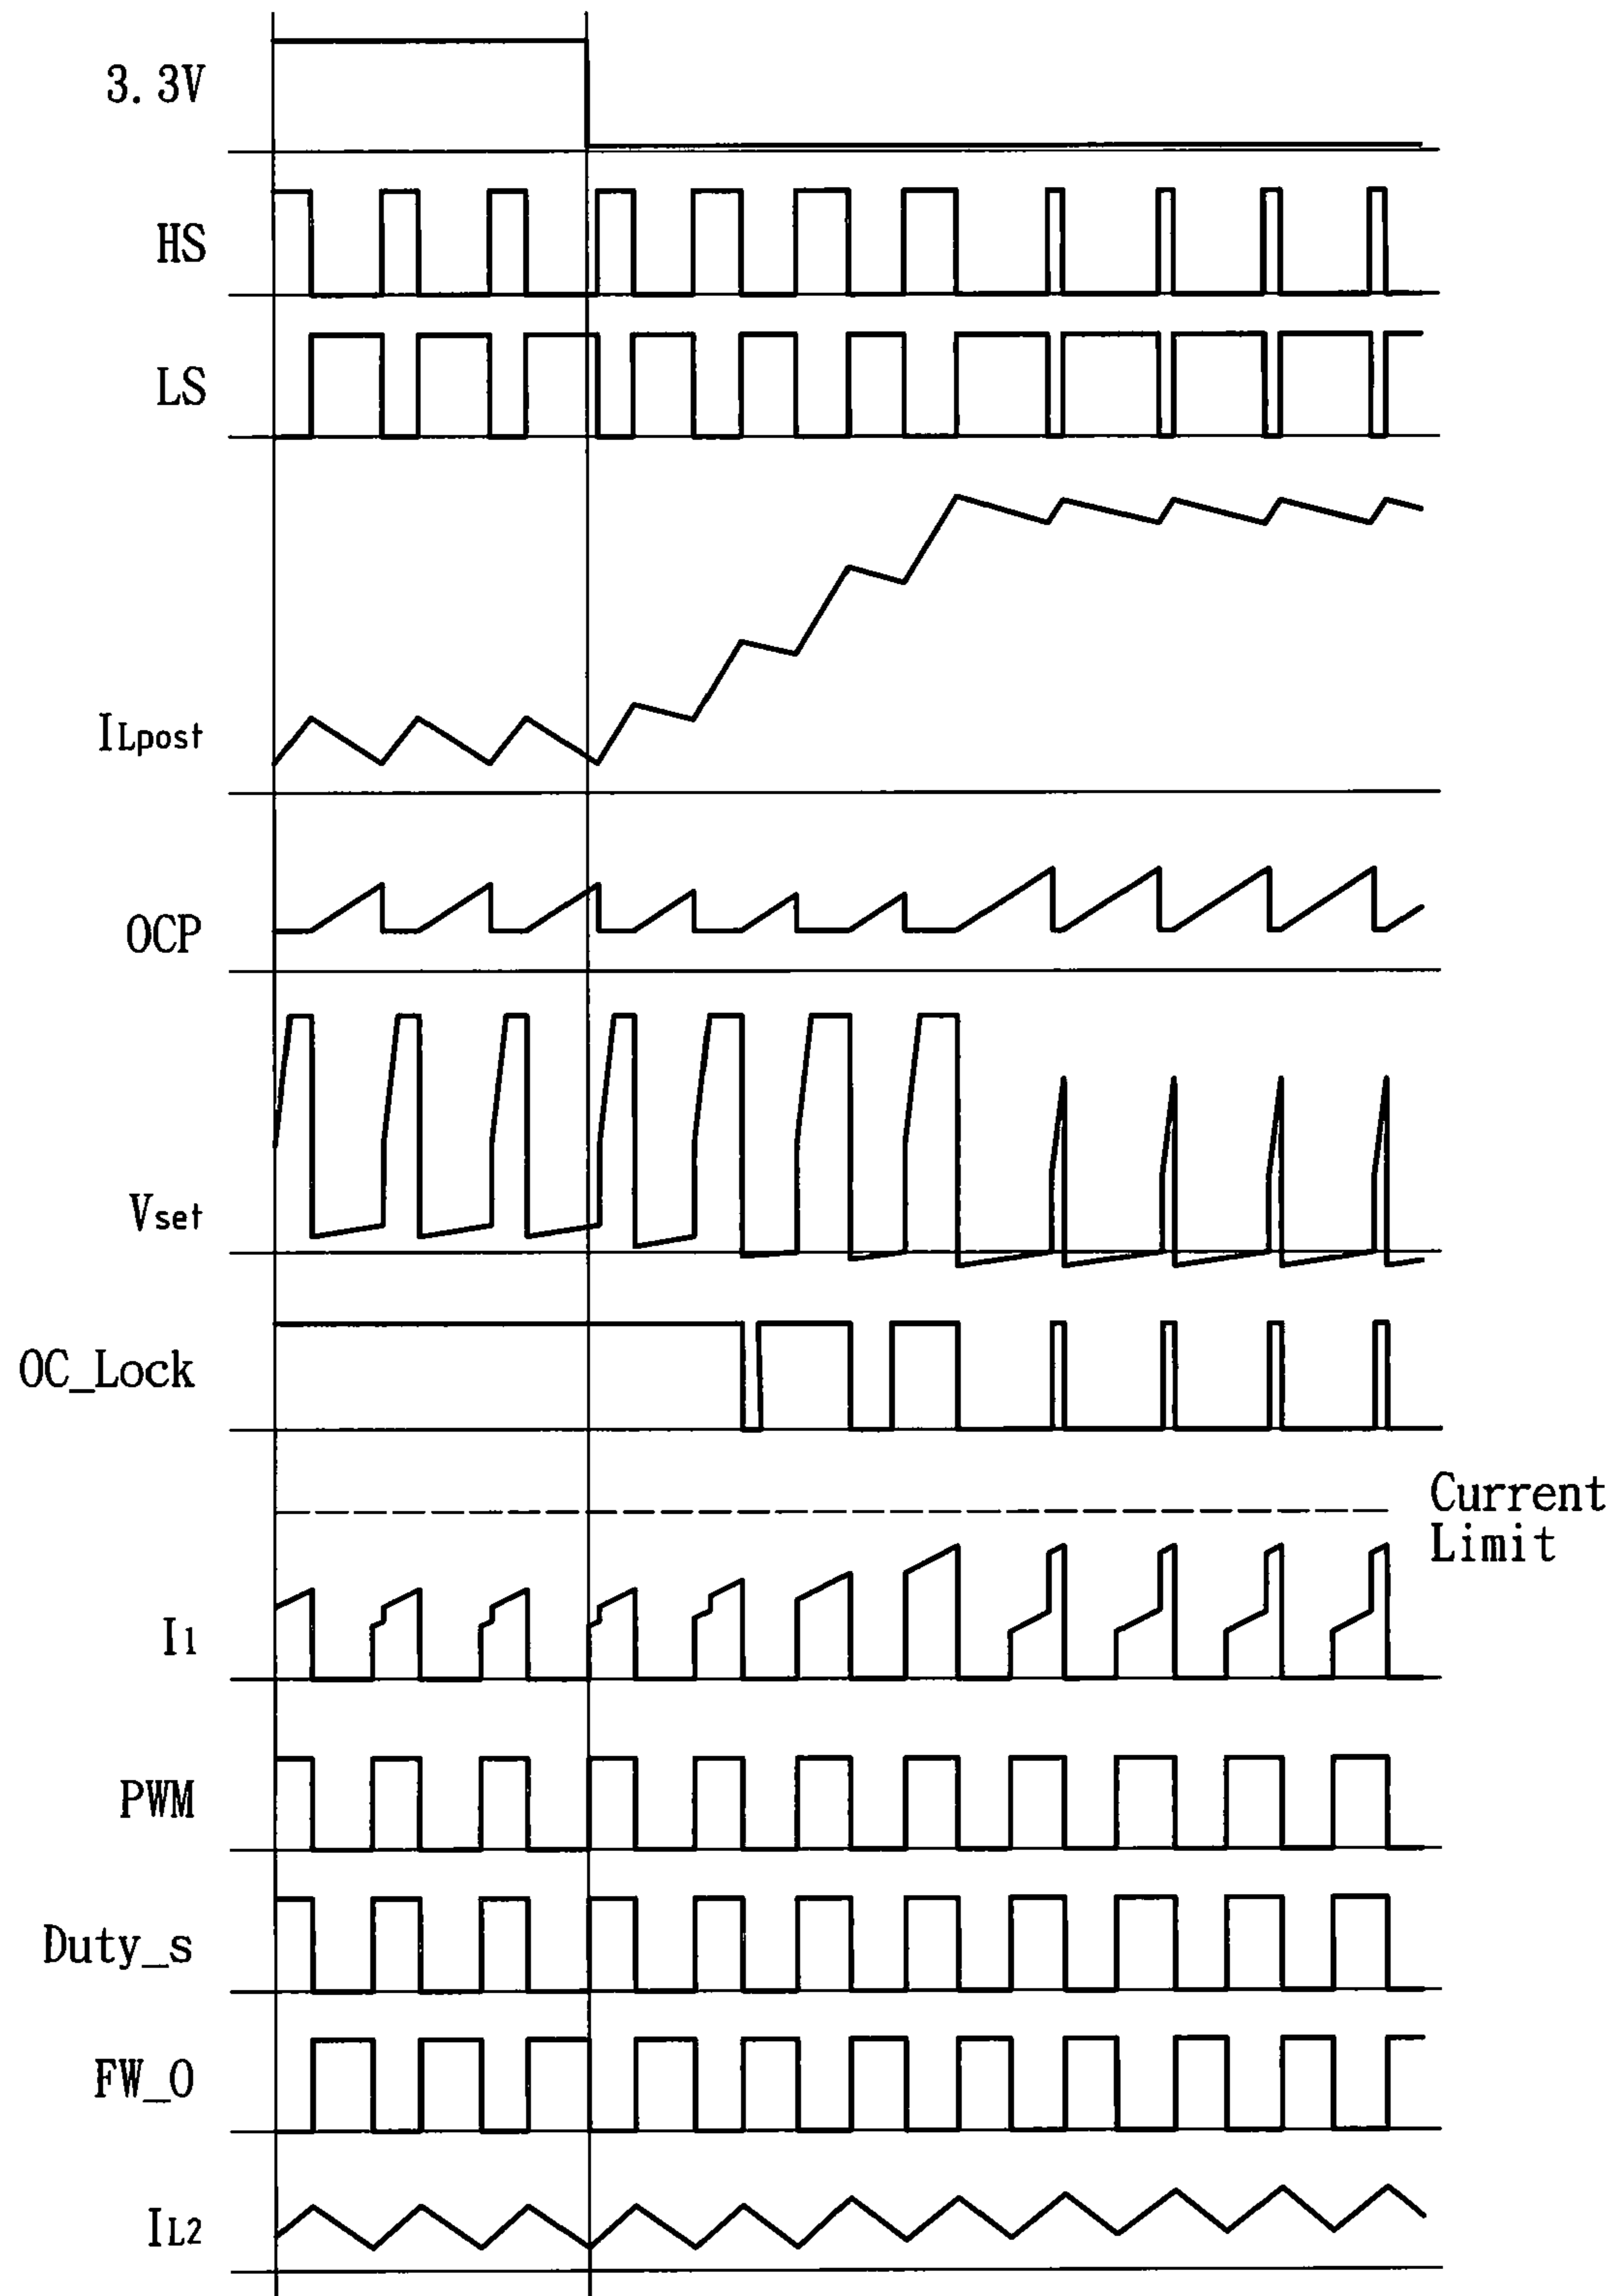 3.3V
HS
LS
ILpost
OCP
Vset
OC_Lock
Current
Limit
I1
PWM
Duty_s
FW_O
IL2